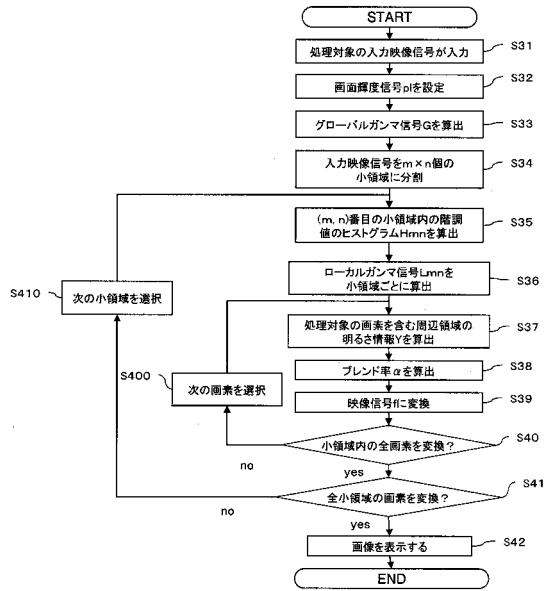 START
処理対象の入力映像信号が入力
S31
画面輝度信号plを設定
S32
グローバルガンマ信号Gを算出
S33
入力映像信号をm×n個の
小領域に分割
S34
(m, n)番目の小領域内の階調
値のヒストグラムHmnを算出
S35
ローカルガンマ信号Lmnを
小領域ごとに算出
S36
S410
次の小領域を選択
処理対象の画素を含む周辺領域の
明るさ情報Yを算出
S37
S400
次の画素を選択
ブレンド率αを算出
S38
映像信号fに変換
S39
小領域内の全画素を変換?
S40
no
yes
全小領域の画素を変換?
S41
no
yes
画像を表示する
S42
END